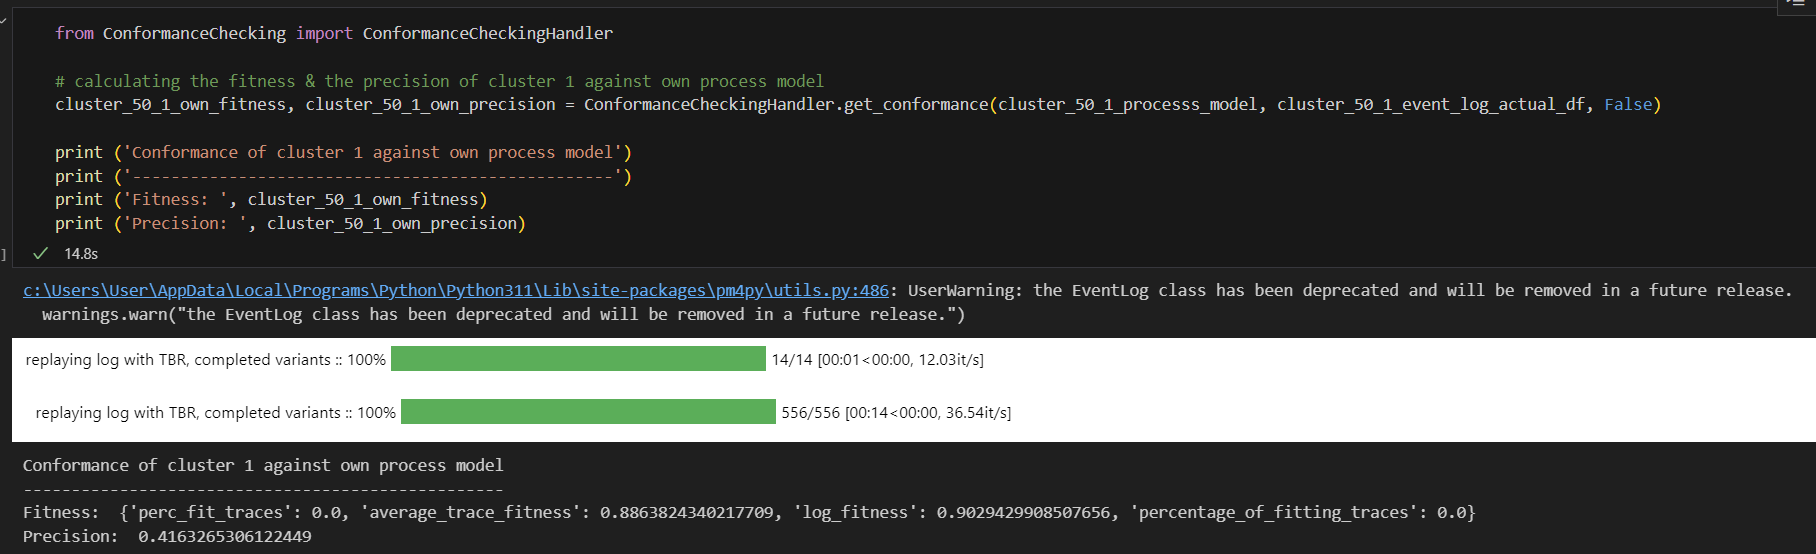 from ConformanceChecking import ConformanceCheckingHandler
# calculating the fitness & the precision of cluster 1 against own process model
cluster_50_1_own_fitness, cluster_50_1_own_precision = ConformanceCheckingHandler.get_conformance(cluster_50_1_processs_model, cluster_50_1_event_log_actual_df, False)
print ('Conformance of cluster 1 against own process model')
print ('--------------------------------------------------')
print ('Fitness: ', cluster_50_1_own_fitness)
print ('Precision: ', cluster_50_1_own_precision)
] ✓ 14.8s
c:\Users\User\AppData\Local\Programs\Python\Python311\Lib\site-packages\pm4py\utils.py:486: UserWarning: the EventLog class has been deprecated and will be removed in a future release.
warnings.warn("the EventLog class has been deprecated and will be removed in a future release.")
replaying log with TBR, completed variants :: 100% 14/14 [00:01<00:00, 12.03it/s]
replaying log with TBR, completed variants :: 100% 556/556 [00:14<00:00, 36.54it/s]
Conformance of cluster 1 against own process model
--------------------------------------------------
Fitness:  {'perc_fit_traces': 0.0, 'average_trace_fitness': 0.8863824340217709, 'log_fitness': 0.9029429908507656, 'percentage_of_fitting_traces': 0.0}
Precision:  0.4163265306122449